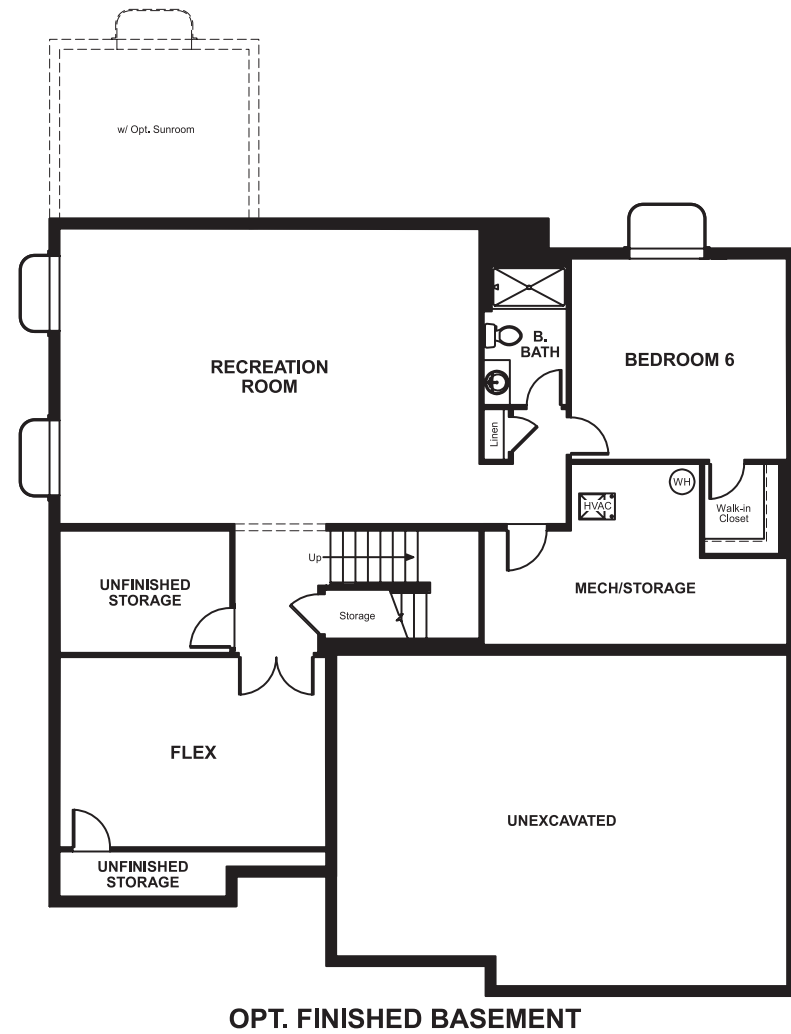 w/ Opt. Sunroom
RECREATION
ROOM
B.
BATH
BEDROOM 6
Linen
WH
HVAC
Walk-in
Closet
Up
UNFINISHED
STORAGE
MECH/STORAGE
Storage
FLEX
UNEXCAVATED
UNFINISHED
STORAGE
OPT. FINISHED BASEMENT